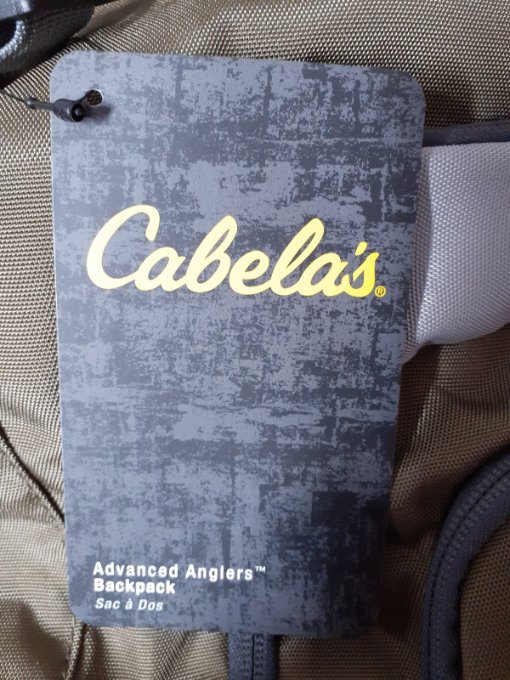 Cabela's®
Advanced Anglers™
Backpack
Sac à Dos